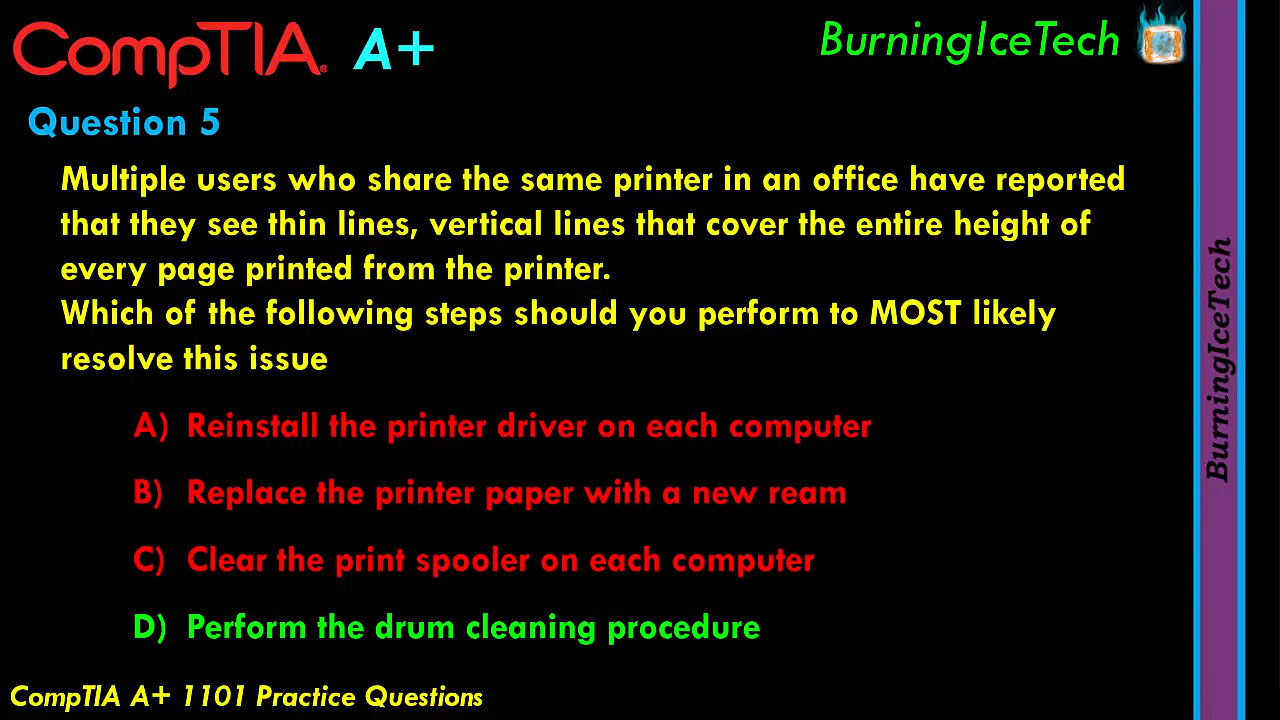 CompTIA® A+
BurningIceTech
Question 5
Multiple users who share the same printer in an office have reported
that they see thin lines, vertical lines that cover the entire height of
every page printed from the printer.
Which of the following steps should you perform to MOST likely
resolve this issue
A) Reinstall the printer driver on each computer
B) Replace the printer paper with a new ream
C) Clear the print spooler on each computer
D) Perform the drum cleaning procedure
CompTIA A+ 1101 Practice Questions
BurningIceTech